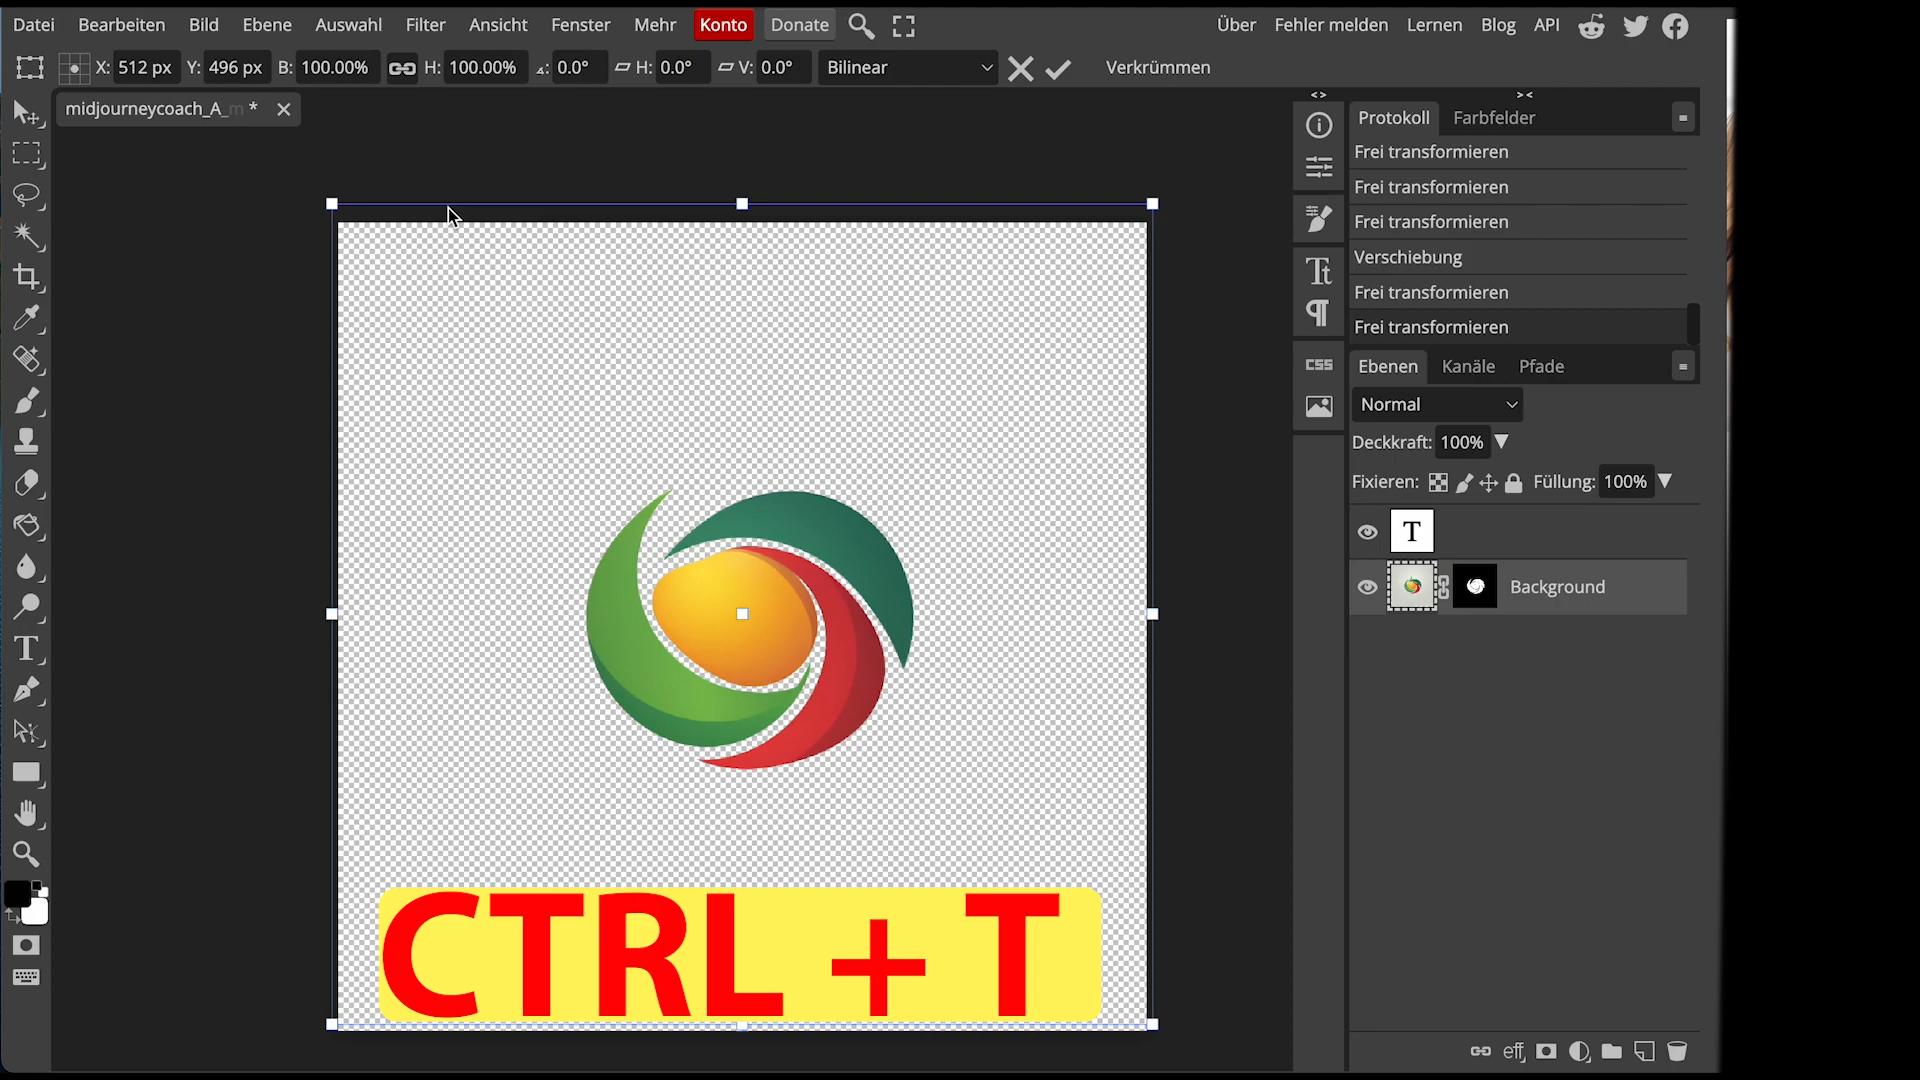 Datei Bearbeiten Bild Ebene Auswahl Filter Ansicht Fenster Mehr Konto Donate Über Fehler melden Lernen Blog API
X: 512 px Y: 496 px B: 100.00% H: 100.00% ∡: 0.0° H: 0.0° V: 0.0° Bilinear Verkrümmen
midjourneycoach_A_m *
Protokoll Farbfelder
Frei transformieren
Frei transformieren
Frei transformieren
Verschiebung
Frei transformieren
Frei transformieren
CSS
Ebenen Kanäle Pfade
Normal
Deckkraft: 100%
Fixieren: Füllung: 100%
T
Background
CTRL + T
eff